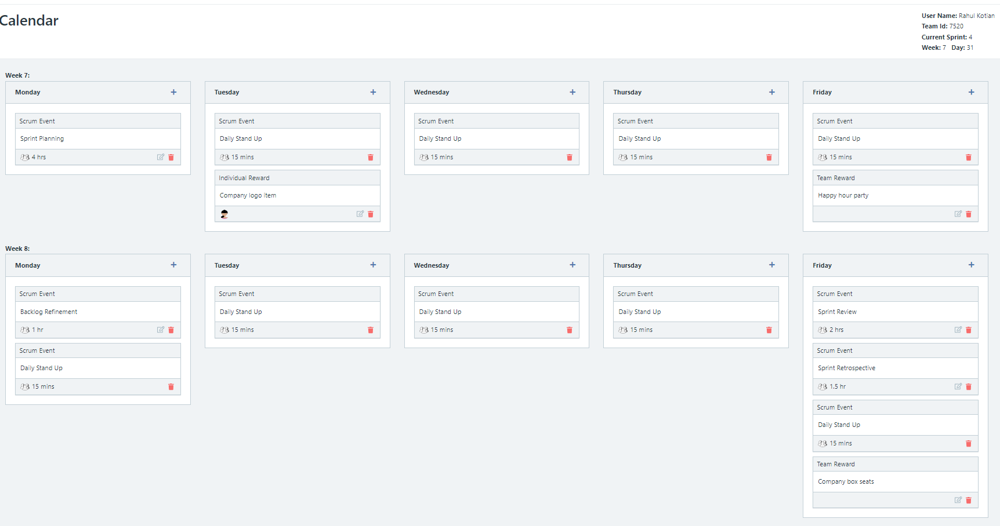 Calendar
User Name: Rahul Kotian
Team Id: 7520
Current Sprint: 4
Week: 7 Day: 31
Week 7:
Monday +
Scrum Event
Sprint Planning
4 hrs
Tuesday +
Scrum Event
Daily Stand Up
15 mins
Individual Reward
Company logo item
Wednesday +
Scrum Event
Daily Stand Up
15 mins
Thursday +
Scrum Event
Daily Stand Up
15 mins
Friday +
Scrum Event
Daily Stand Up
15 mins
Team Reward
Happy hour party
Week 8:
Monday +
Scrum Event
Backlog Refinement
1 hr
Scrum Event
Daily Stand Up
15 mins
Tuesday +
Scrum Event
Daily Stand Up
15 mins
Wednesday +
Scrum Event
Daily Stand Up
15 mins
Thursday +
Scrum Event
Daily Stand Up
15 mins
Friday +
Scrum Event
Sprint Review
2 hrs
Scrum Event
Sprint Retrospective
1.5 hr
Scrum Event
Daily Stand Up
15 mins
Team Reward
Company box seats